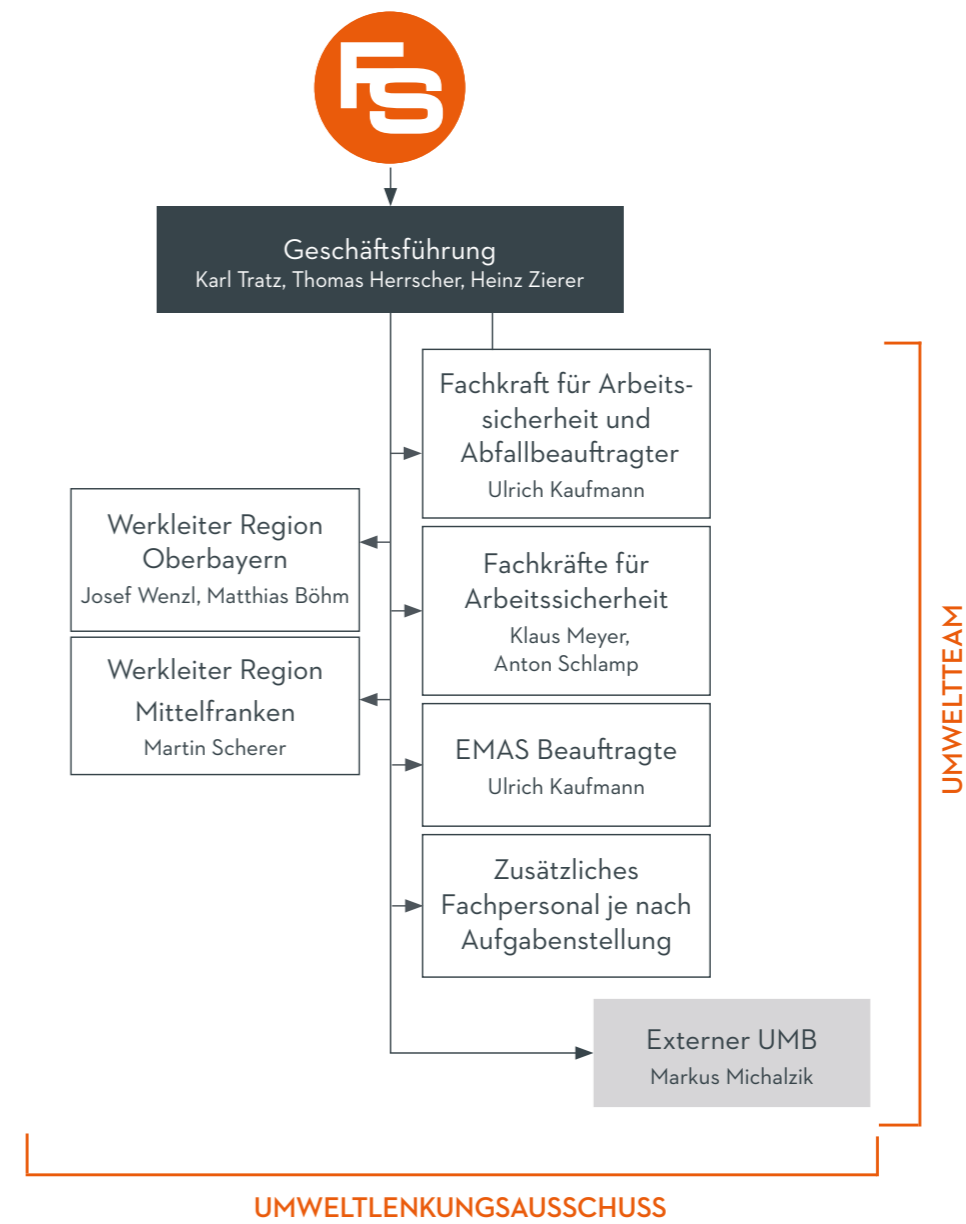 FS
Geschäftsführung
Karl Tratz, Thomas Herrscher, Heinz Zierer
Fachkraft für Arbeits-
sicherheit und
Abfallbeauftragter
Ulrich Kaufmann
Werkleiter Region
Oberbayern
Josef Wenzl, Matthias Böhm
Fachkräfte für
Arbeitssicherheit
Klaus Meyer,
Anton Schlamp
Werkleiter Region
Mittelfranken
Martin Scherer
EMAS Beauftragte
Ulrich Kaufmann
Zusätzliches
Fachpersonal je nach
Aufgabenstellung
Externer UMB
Markus Michalzik
UMWELTTEAM
UMWELTLENKUNGSAUSSCHUSS